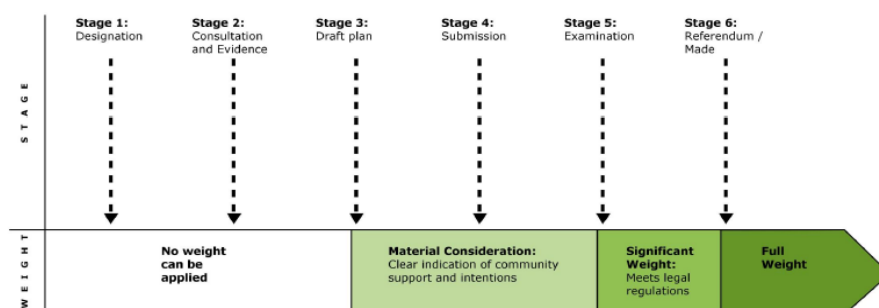 Stage 1:
Designation
Stage 2:
Consultation
and Evidence
Stage 3:
Draft plan
Stage 4:
Submission
Stage 5:
Examination
Stage 6:
Referendum /
Made
STAGE
WEIGHT
No weight
can be
applied
Material Consideration:
Clear indication of community
support and intentions
Significant
Weight:
Meets legal
regulations
Full
Weight